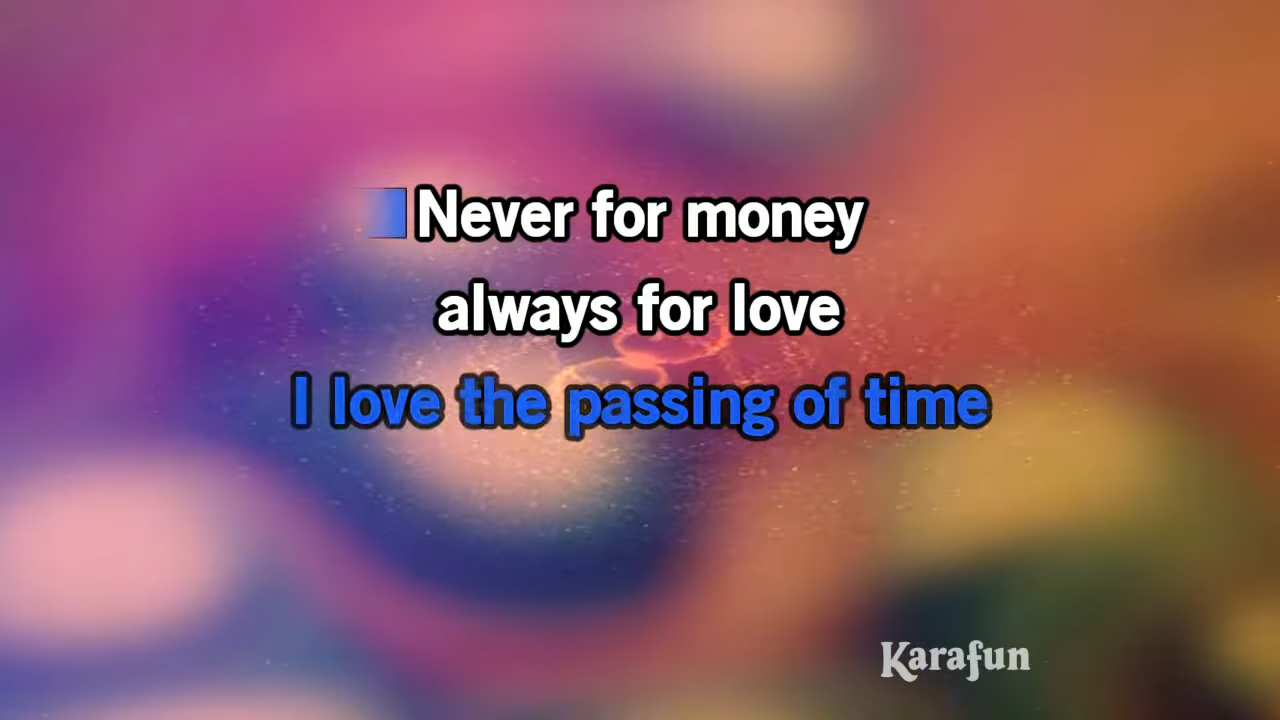 Never for money
always for love
I love the passing of time
Karafun